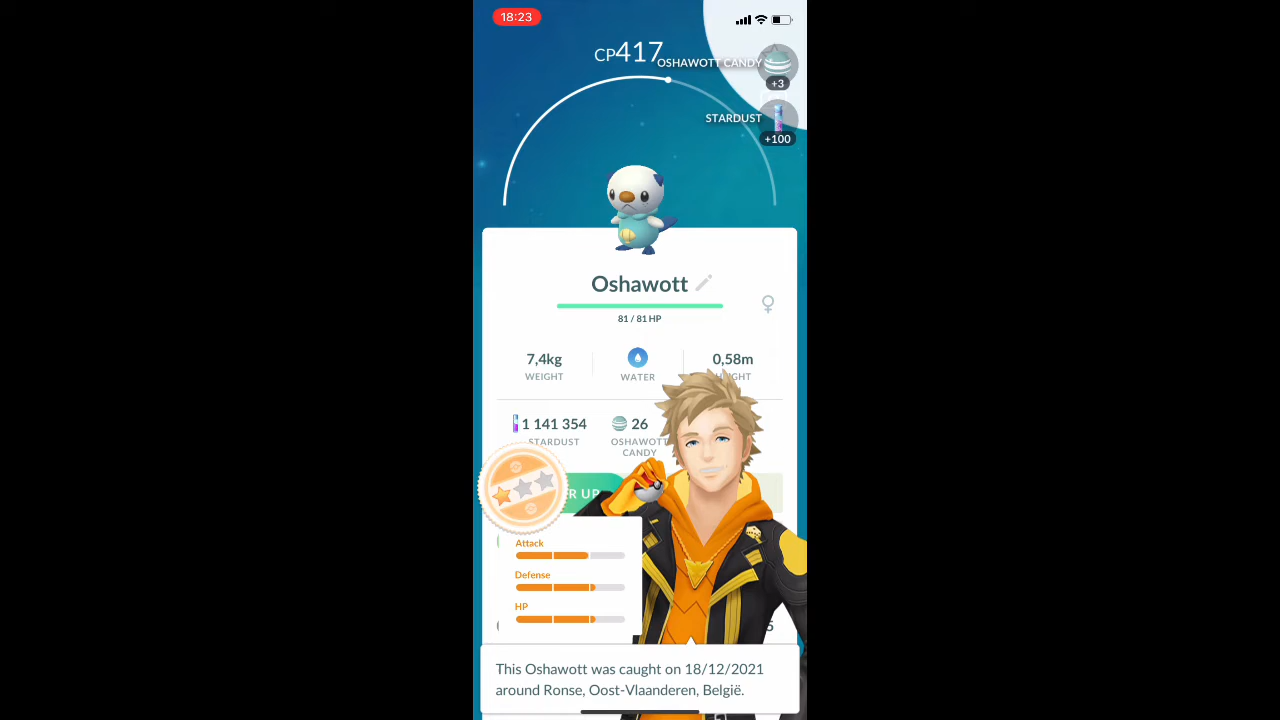 18:23
CP417
OSHAWOTT CANDY
+3
STARDUST
+100
Oshawott
81 / 81 HP
7,4kg
WEIGHT
WATER
0,58m
1 141 354
STARDUST
26
OSHAWOTT
CANDY
Attack
Defense
HP
This Oshawott was caught on 18/12/2021
around Ronse, Oost-Vlaanderen, België.